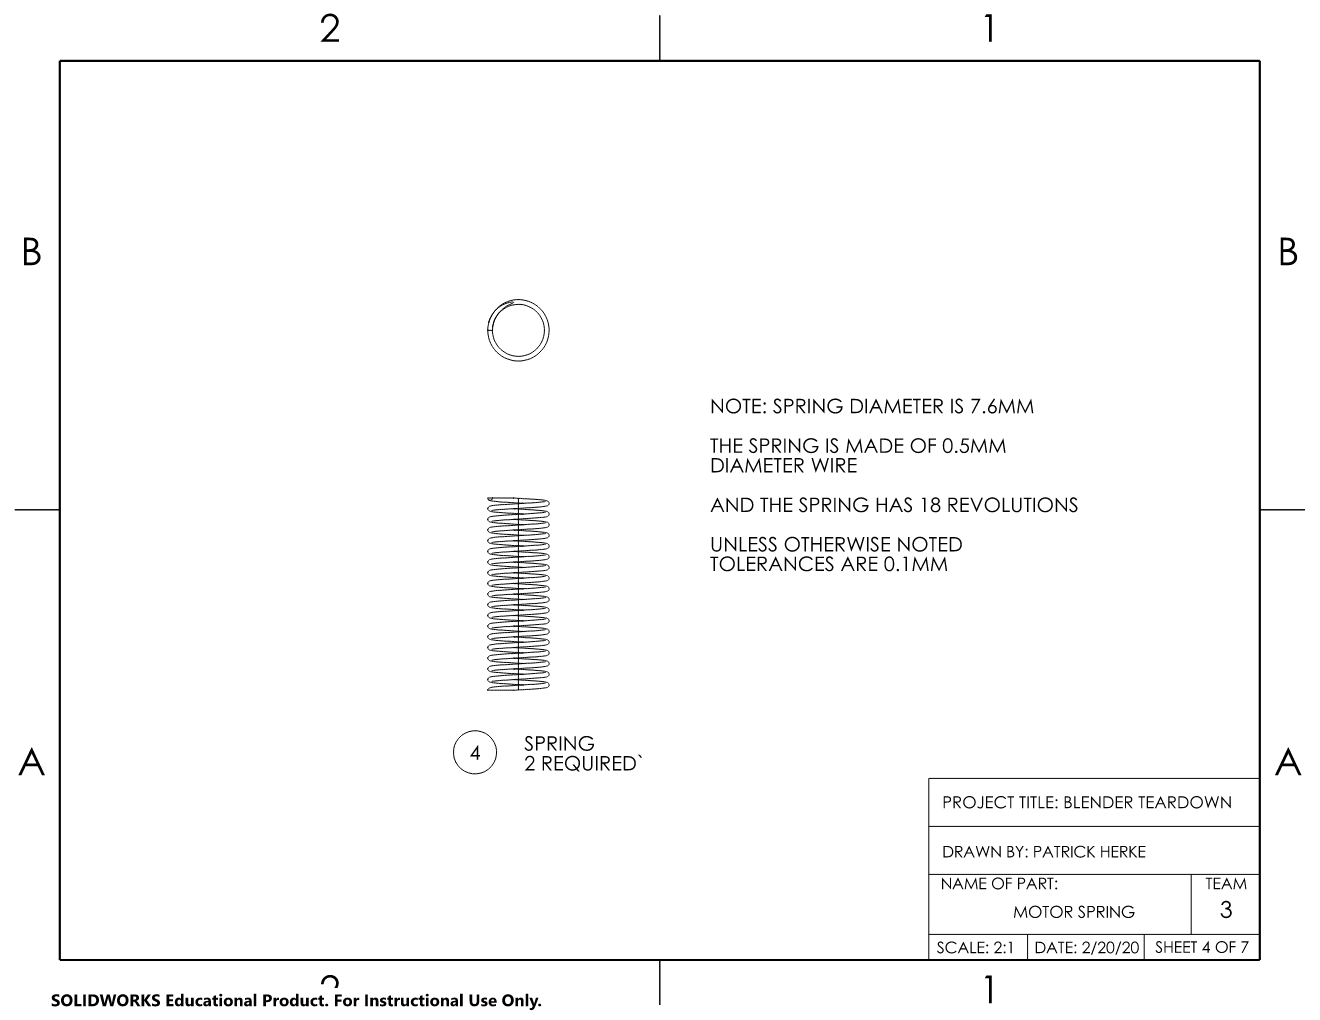 2 1
B B
NOTE: SPRING DIAMETER IS 7.6MM
THE SPRING IS MADE OF 0.5MM
DIAMETER WIRE
AND THE SPRING HAS 18 REVOLUTIONS
UNLESS OTHERWISE NOTED
TOLERANCES ARE 0.1MM
4 SPRING
2 REQUIRED`
A A
PROJECT TITLE: BLENDER TEARDOWN
DRAWN BY: PATRICK HERKE
NAME OF PART: TEAM
MOTOR SPRING 3
SCALE: 2:1 DATE: 2/20/20 SHEET 4 OF 7
2 1
SOLIDWORKS Educational Product. For Instructional Use Only.